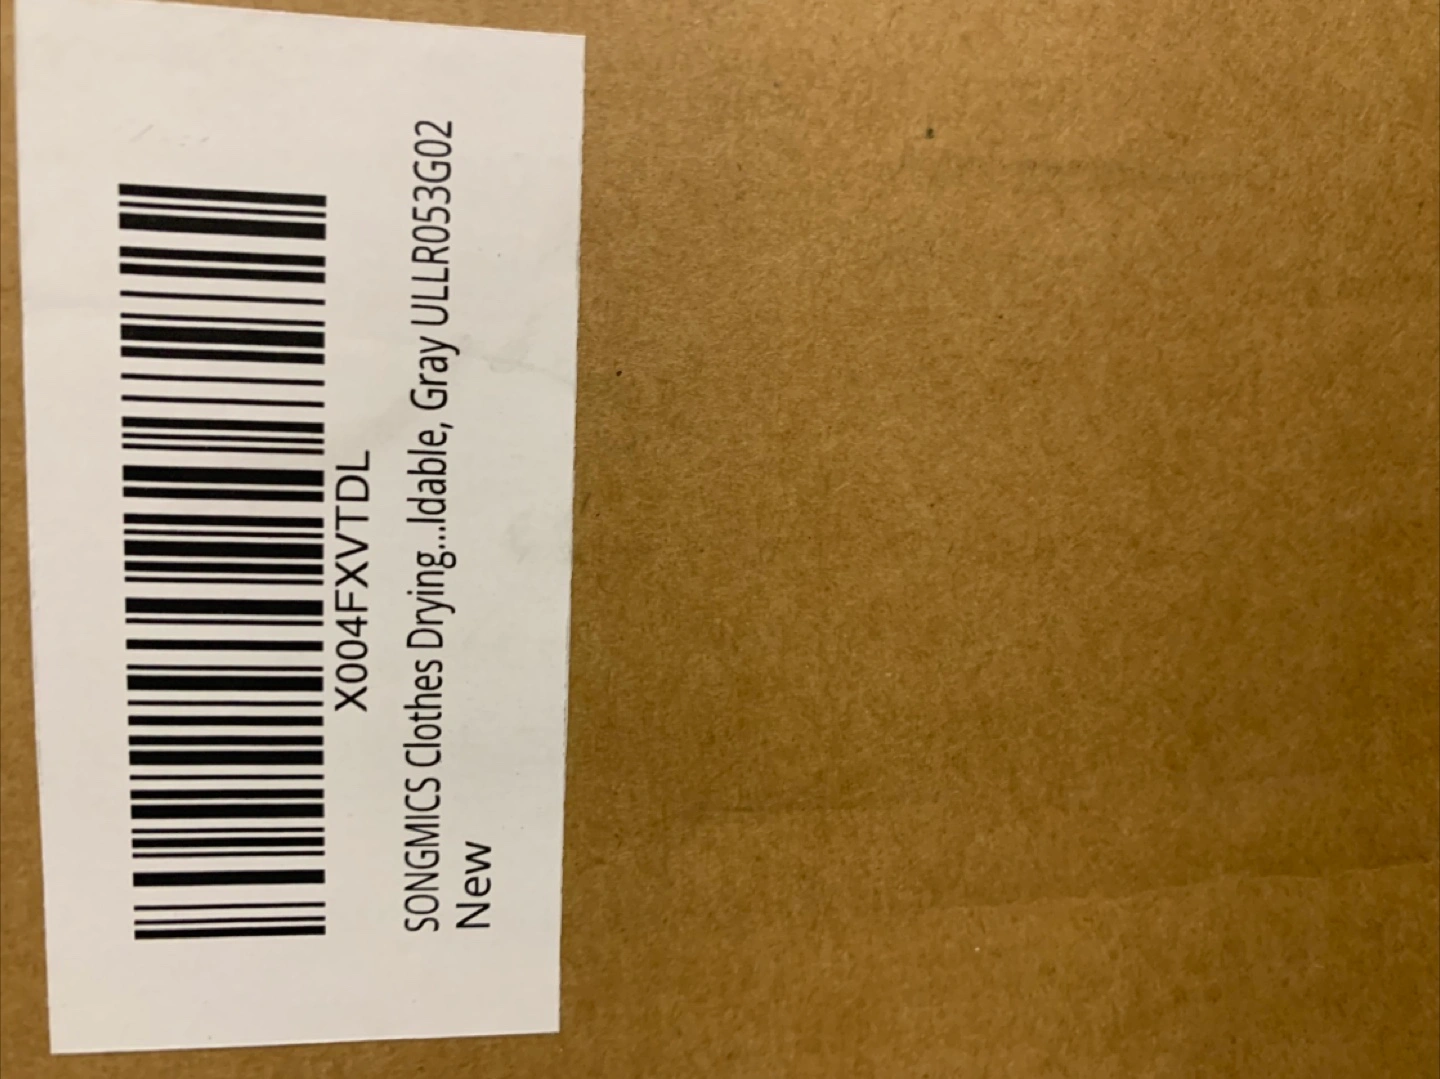 X004FXVTDL
SONGMICS Clothes Drying...ldable, Gray ULLR053G02
New